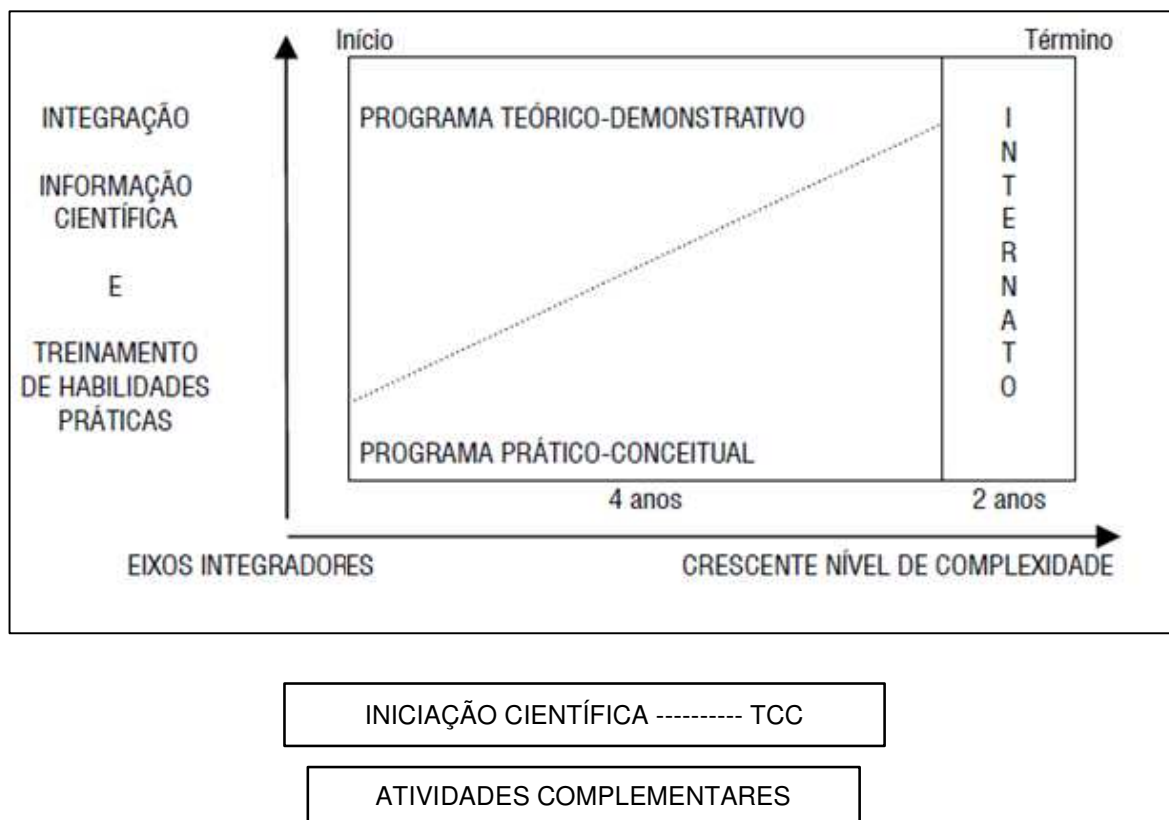 Início
Término
INTEGRAÇÃO
INFORMAÇÃO
CIENTÍFICA
E
TREINAMENTO
DE HABILIDADES
PRÁTICAS
PROGRAMA TEÓRICO-DEMONSTRATIVO
PROGRAMA PRÁTICO-CONCEITUAL
I
N
T
E
R
N
A
T
O
4 anos
2 anos
EIXOS INTEGRADORES
CRESCENTE NÍVEL DE COMPLEXIDADE
INICIAÇÃO CIENTÍFICA ---------- TCC
ATIVIDADES COMPLEMENTARES